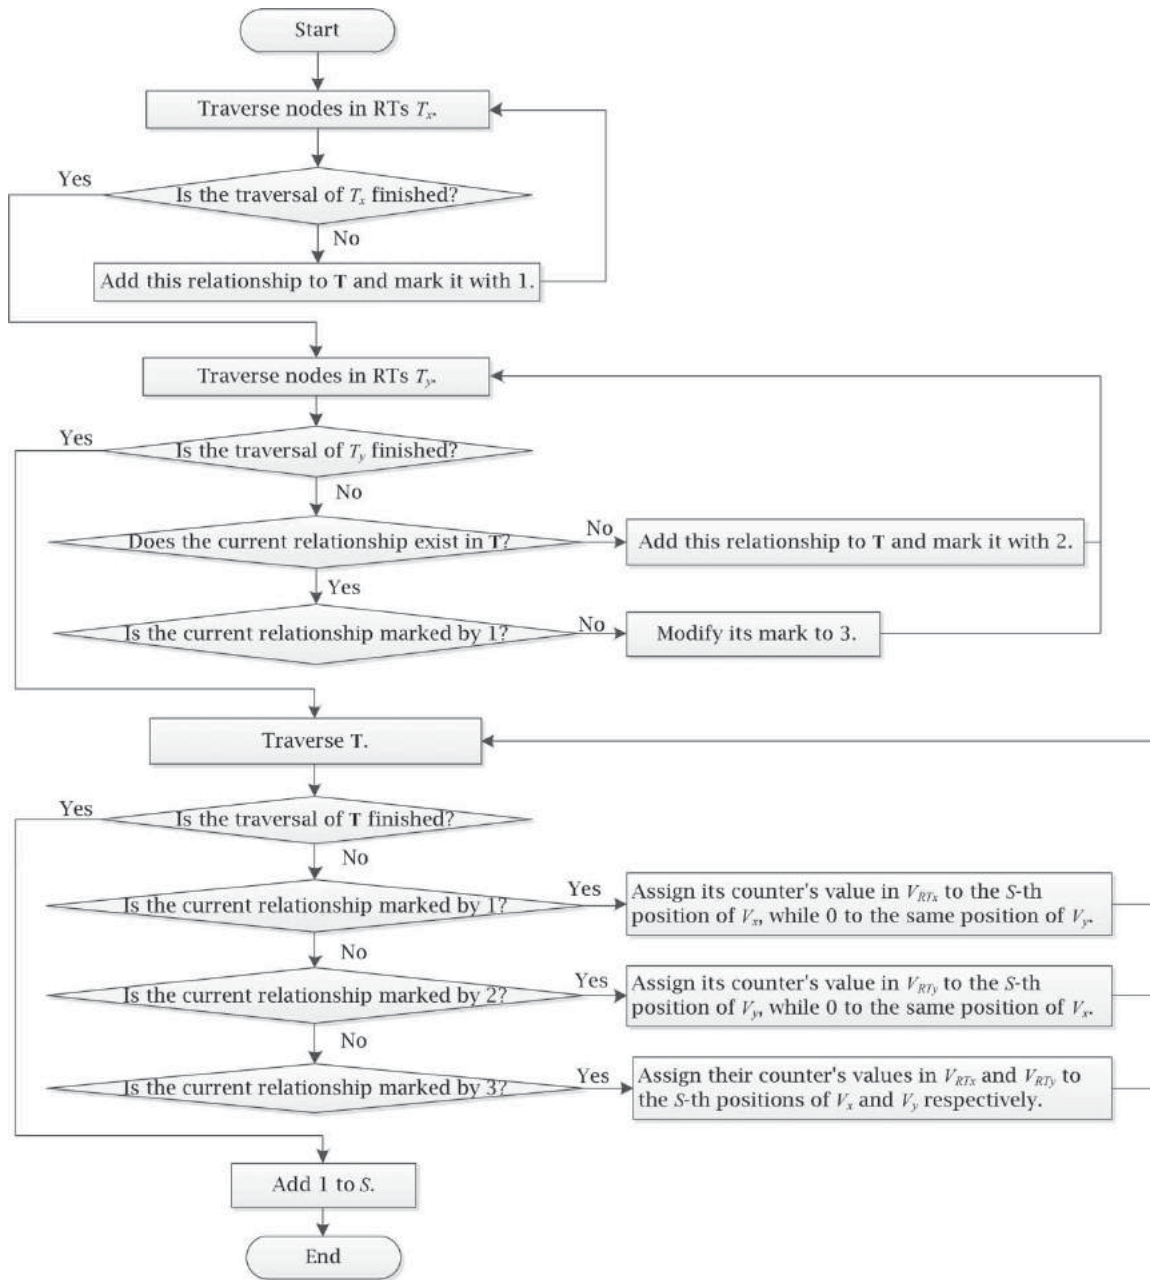 Start
Traverse nodes in RTs Tx.
Is the traversal of Tx finished?
Yes
No
Add this relationship to T and mark it with 1.
Traverse nodes in RTs Ty.
Is the traversal of Ty finished?
Yes
No
Does the current relationship exist in T?
No
Add this relationship to T and mark it with 2.
Yes
Is the current relationship marked by 1?
No
Modify its mark to 3.
Traverse T.
Is the traversal of T finished?
Yes
No
Is the current relationship marked by 1?
Yes
Assign its counter's value in VRTx to the S-th
position of Vx, while 0 to the same position of Vy.
No
Is the current relationship marked by 2?
Yes
Assign its counter's value in VRTy to the S-th
position of Vy, while 0 to the same position of Vx.
No
Is the current relationship marked by 3?
Yes
Assign their counter's values in VRTx and VRTy to
the S-th positions of Vx and Vy respectively.
Add 1 to S.
End